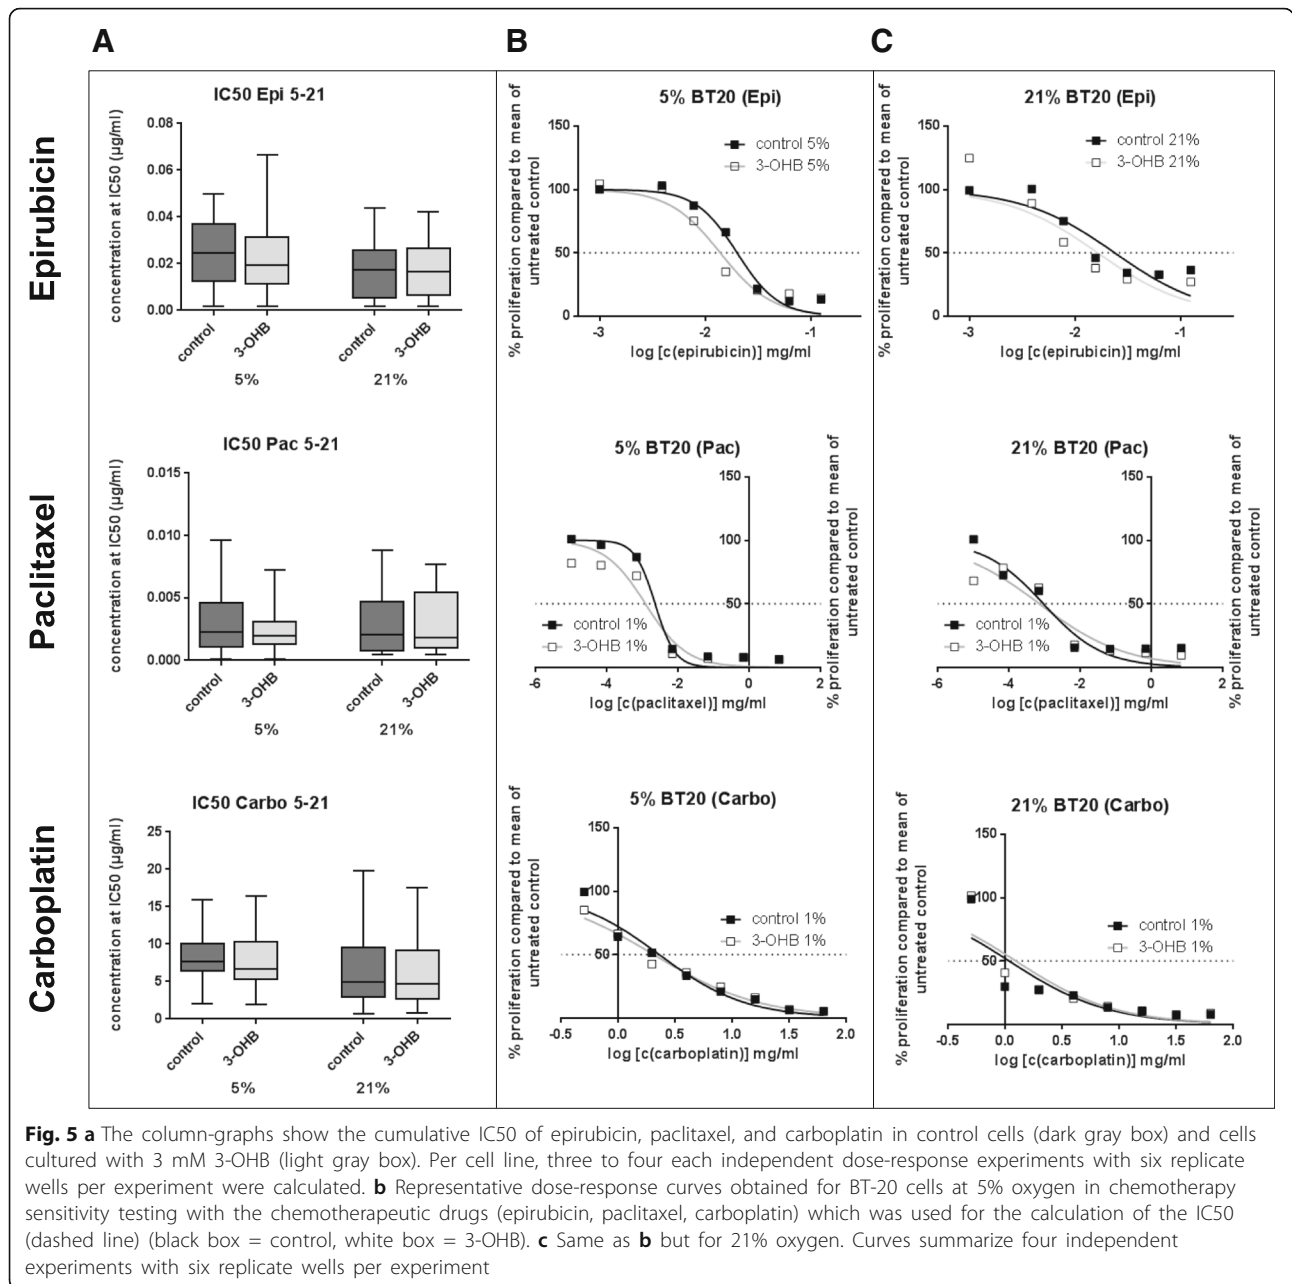 A
B
C
Epirubicin
IC50 Epi 5-21
concentration at IC50 (µg/ml)
0.08
0.06
0.04
0.02
0.00
control
3-OHB
control
3-OHB
5%
21%
5% BT20 (Epi)
% proliferation compared to mean of
untreated control
150
100
50
0
control 5%
3-OHB 5%
-3
-2
-1
log [c(epirubicin)] mg/ml
21% BT20 (Epi)
% proliferation compared to mean of
untreated control
150
100
50
0
control 21%
3-OHB 21%
-3
-2
-1
log [c(epirubicin)] mg/ml
Paclitaxel
IC50 Pac 5-21
concentration at IC50 (µg/ml)
0.015
0.010
0.005
0.000
control
3-OHB
control
3-OHB
5%
21%
5% BT20 (Pac)
% proliferation compared to mean of
untreated control
150
100
50
control 1%
3-OHB 1%
-6
-4
-2
0
2
log [c(paclitaxel)] mg/ml
21% BT20 (Pac)
% proliferation compared to mean of
untreated control
150
100
50
control 1%
3-OHB 1%
-6
-4
-2
0
2
log [c(paclitaxel)] mg/ml
Carboplatin
IC50 Carbo 5-21
concentration at IC50 (µg/ml)
25
20
15
10
5
0
control
3-OHB
control
3-OHB
5%
21%
5% BT20 (Carbo)
% proliferation compared to mean of
untreated control
150
100
50
control 1%
3-OHB 1%
-0.5
0.0
0.5
1.0
1.5
2.0
log [c(carboplatin)] mg/ml
21% BT20 (Carbo)
% proliferation compared to mean of
untreated control
150
100
50
control 1%
3-OHB 1%
-0.5
0.0
0.5
1.0
1.5
2.0
log [c(carboplatin)] mg/ml
Fig. 5 a The column-graphs show the cumulative IC50 of epirubicin, paclitaxel, and carboplatin in control cells (dark gray box) and cells
cultured with 3 mM 3-OHB (light gray box). Per cell line, three to four each independent dose-response experiments with six replicate
wells per experiment were calculated. b Representative dose-response curves obtained for BT-20 cells at 5% oxygen in chemotherapy
sensitivity testing with the chemotherapeutic drugs (epirubicin, paclitaxel, carboplatin) which was used for the calculation of the IC50
(dashed line) (black box = control, white box = 3-OHB). c Same as b but for 21% oxygen. Curves summarize four independent
experiments with six replicate wells per experiment